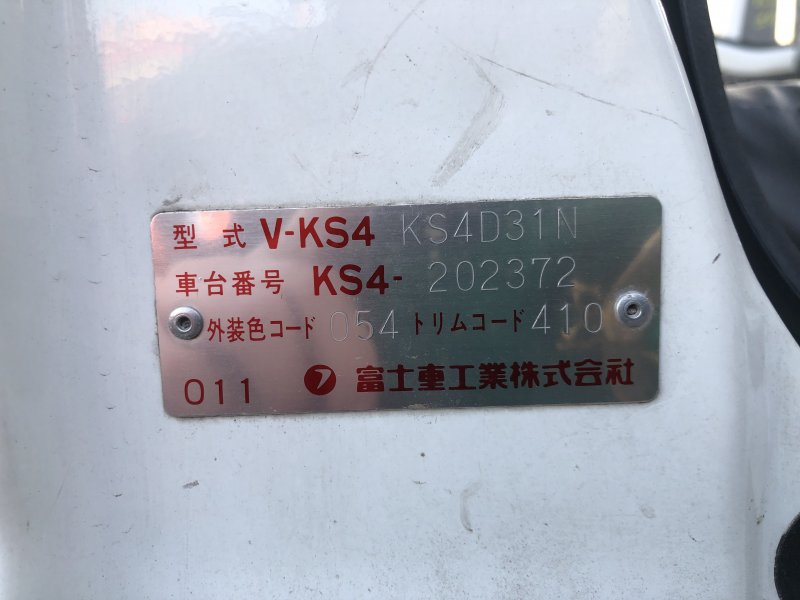 型式 V-KS4 KS4D31N
車台番号 KS4- 202372
外装色コード 054 トリムコード 410
011 富士重工業株式会社